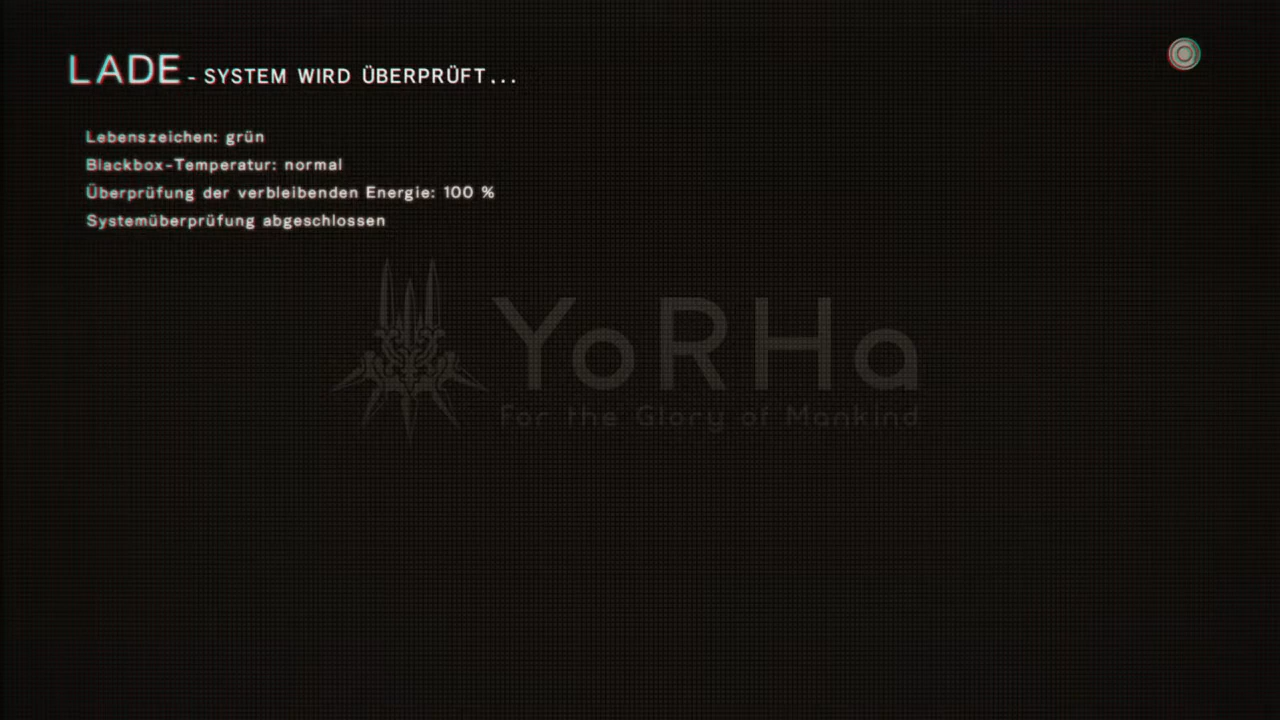 LADE - SYSTEM WIRD ÜBERPRÜFT...
Lebenszeichen: grün
Blackbox-Temperatur: normal
Überprüfung der verbleibenden Energie: 100 %
Systemüberprüfung abgeschlossen
YoRHa
For the Glory of Mankind